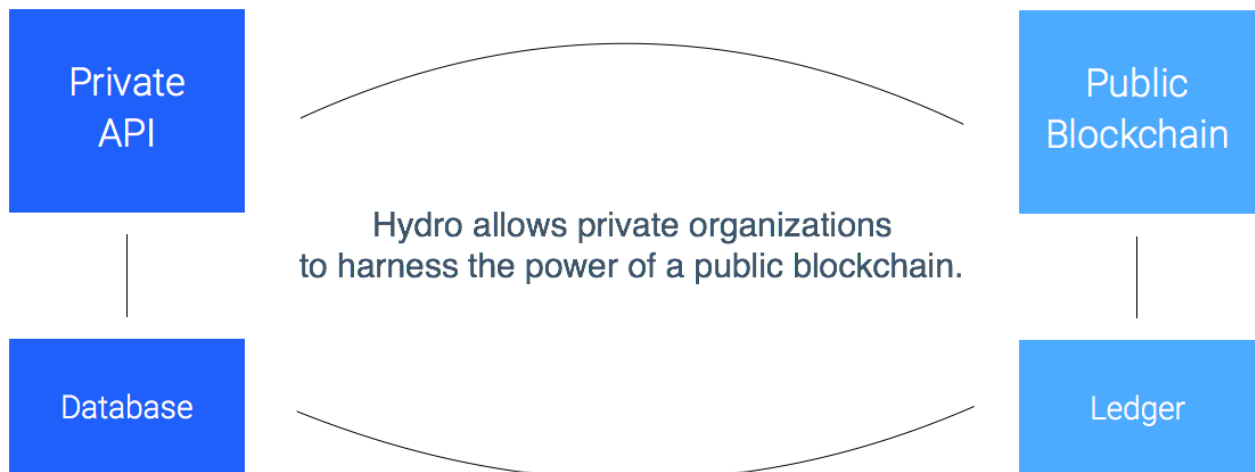 Private
API
Public
Blockchain
Hydro allows private organizations
to harness the power of a public blockchain.
Database
Ledger